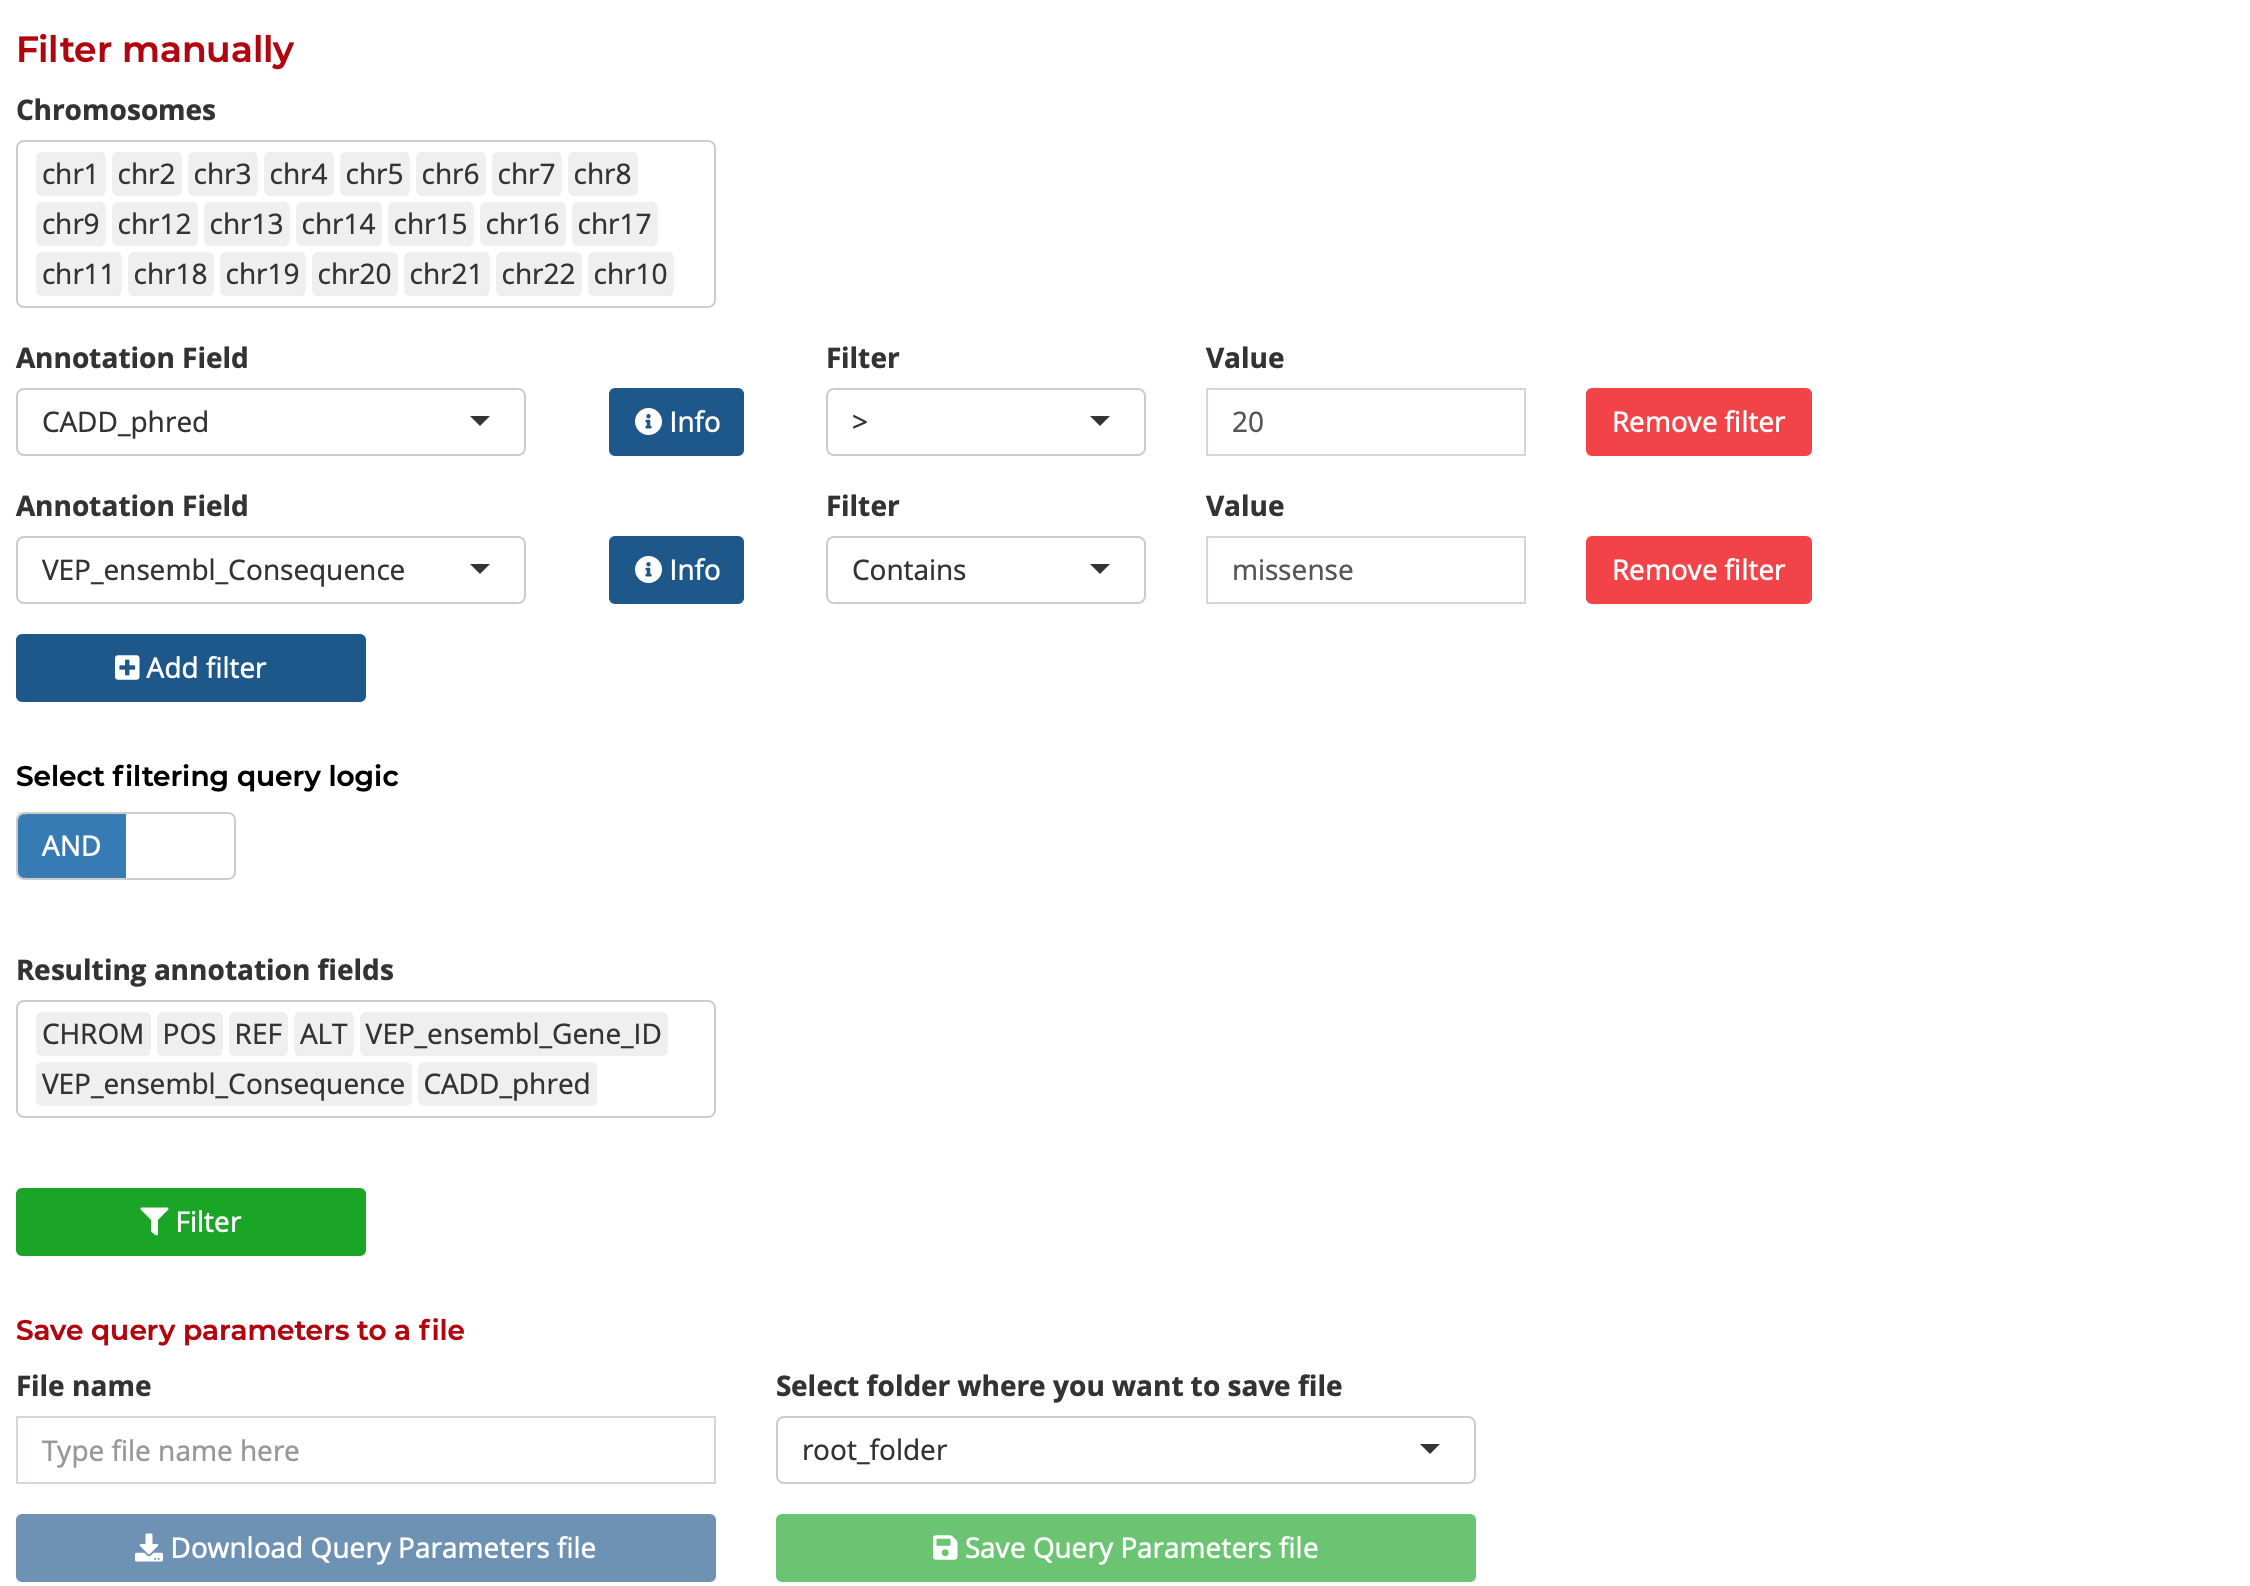 Filter manually
Chromosomes
chr1 chr2 chr3 chr4 chr5 chr6 chr7 chr8
chr9 chr12 chr13 chr14 chr15 chr16 chr17
chr11 chr18 chr19 chr20 chr21 chr22 chr10
Annotation Field Filter Value
CADD_phred Info > 20 Remove filter
Annotation Field Filter Value
VEP_ensembl_Consequence Info Contains missense Remove filter
Add filter
Select filtering query logic
AND
Resulting annotation fields
CHROM POS REF ALT VEP_ensembl_Gene_ID
VEP_ensembl_Consequence CADD_phred
Filter
Save query parameters to a file
File name Select folder where you want to save file
Type file name here root_folder
Download Query Parameters file Save Query Parameters file